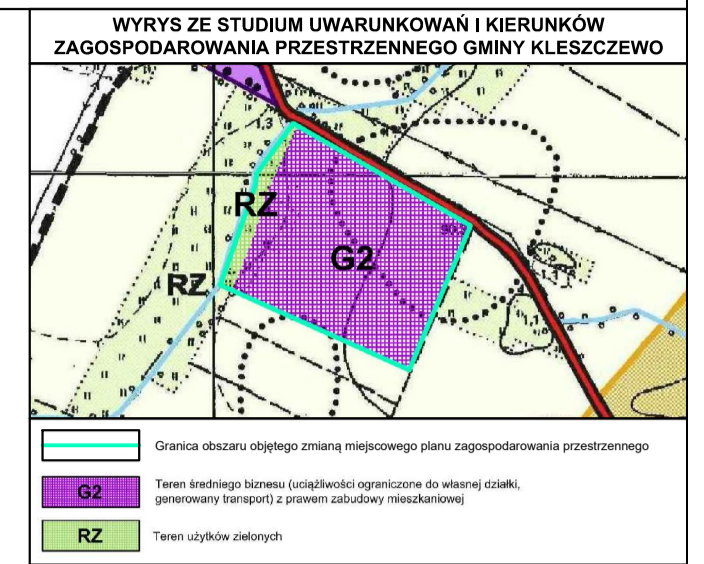 WYRYS ZE STUDIUM UWARUNKOWAŃ I KIERUNKÓW
ZAGOSPODAROWANIA PRZESTRZENNEGO GMINY KLESZCZEWO
1,3
RZ
G2
RZ
Granica obszaru objętego zmianą miejscowego planu zagospodarowania przestrzennego
G2
Teren średniego biznesu (uciążliwości ograniczone do własnej działki,
generowany transport) z prawem zabudowy mieszkaniowej
RZ
Teren użytków zielonych